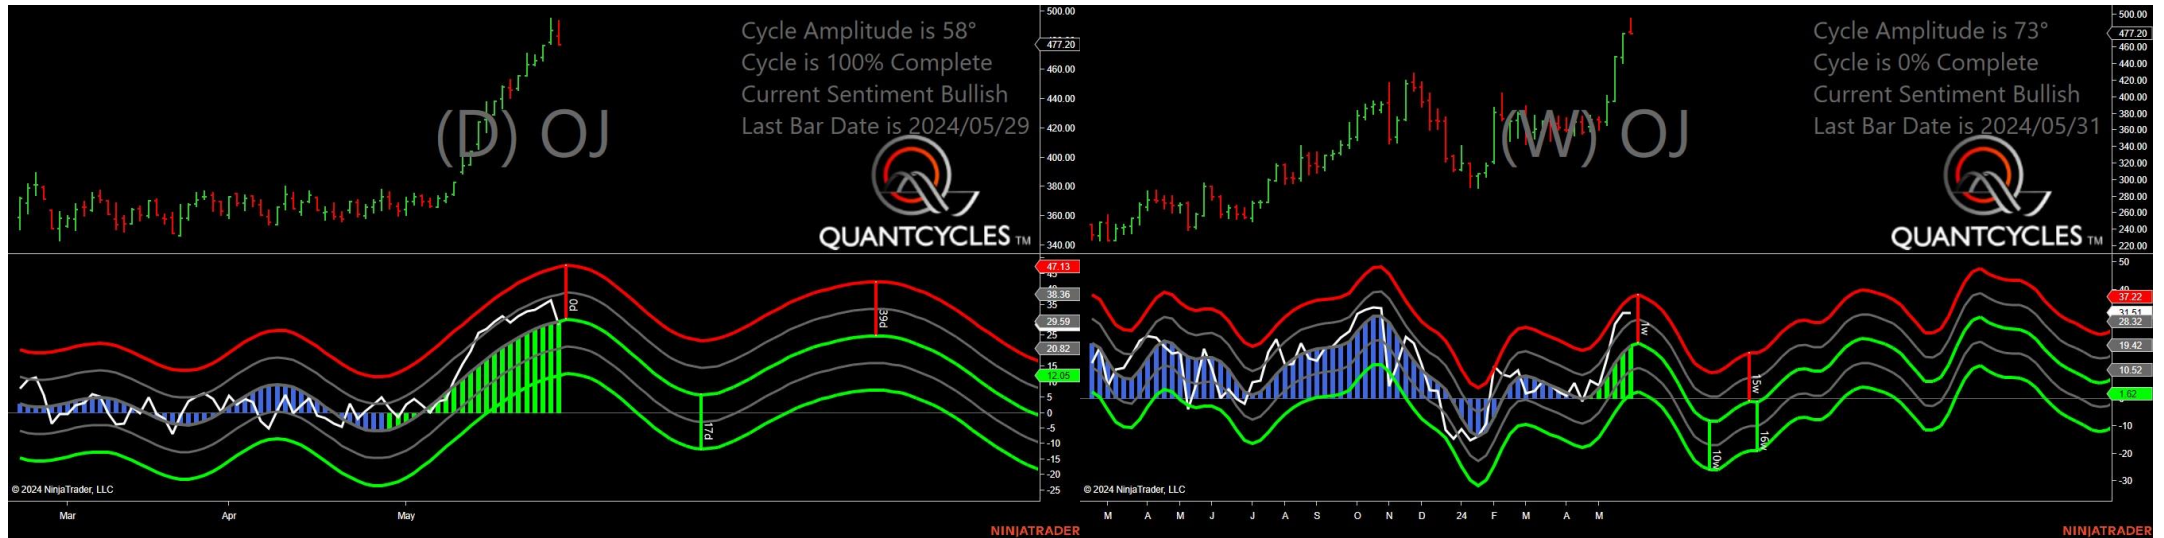 Cycle Amplitude is 58°
Cycle is 100% Complete
Current Sentiment Bullish
Last Bar Date is 2024/05/29
(D) OJ
QUANTCYCLES TM
500.00
477.20
460.00
440.00
420.00
400.00
380.00
360.00
340.00
47.13
45
38.36
35
29.59
25
20.82
15
12.05
5
0
-5
-10
-15
-20
-25
0d
17d
39d
© 2024 NinjaTrader, LLC
Mar
Apr
May
NINJATRADER
Cycle Amplitude is 73°
Cycle is 0% Complete
Current Sentiment Bullish
Last Bar Date is 2024/05/31
(W) OJ
QUANTCYCLES TM
500.00
477.20
460.00
440.00
420.00
400.00
380.00
360.00
340.00
320.00
300.00
280.00
260.00
240.00
220.00
50
40
37.22
31.51
28.32
19.42
10.52
1.62
-10
-20
-30
1w
10w
15w
16w
© 2024 NinjaTrader, LLC
M
A
M
J
J
A
S
O
N
D
24
F
M
A
M
NINJATRADER